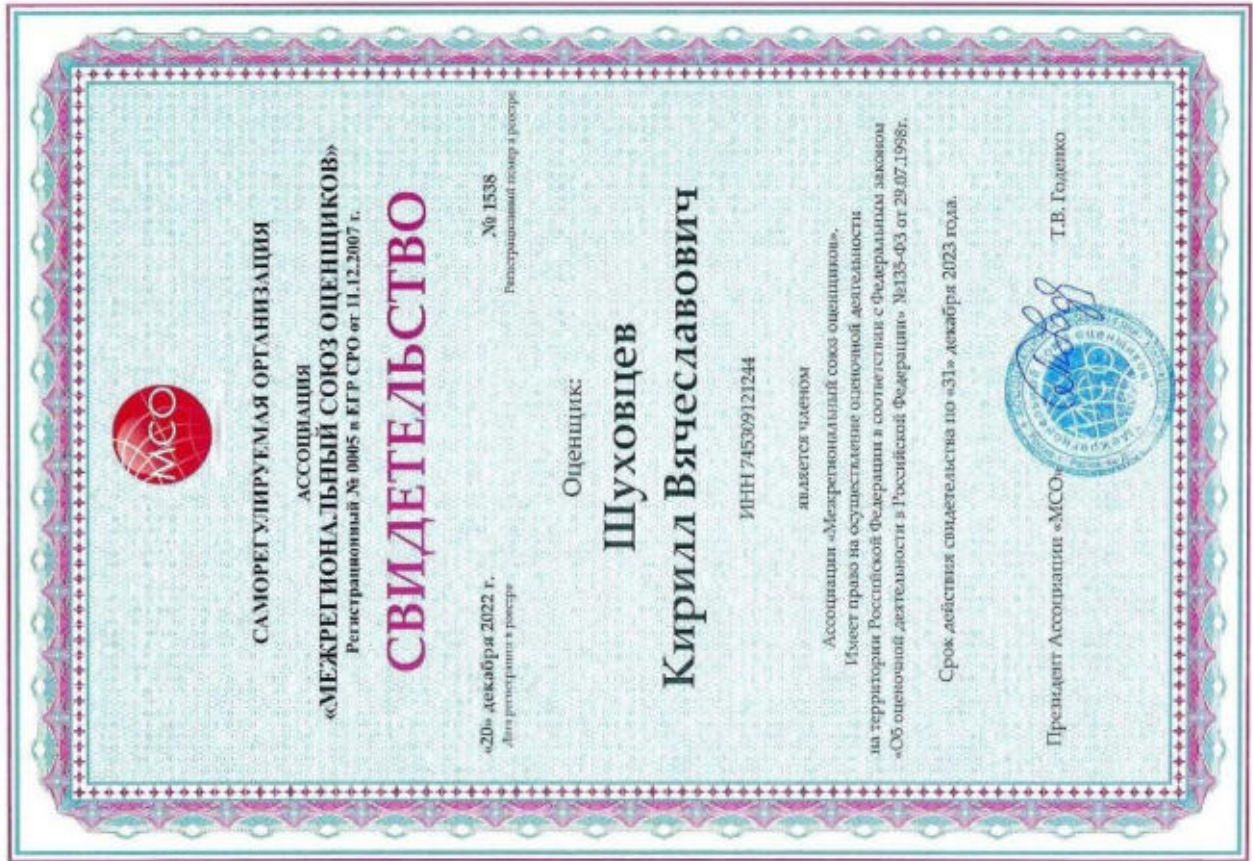 МСО
САМОРЕГУЛИРУЕМАЯ ОРГАНИЗАЦИЯ
АССОЦИАЦИЯ
«МЕЖРЕГИОНАЛЬНЫЙ СОЮЗ ОЦЕНЩИКОВ»
Регистрационный № 0005 в ЕГР СРО от 11.12.2007 г.
СВИДЕТЕЛЬСТВО
«20» декабря 2022 г. № 1538
Дата регистрации в реестре Регистрационный номер в реестре
Оценщик:
Шуховцев
Кирилл Вячеславович
ИНН 745309121244
является членом
Ассоциации «Межрегиональный союз оценщиков».
Имеет право на осуществление оценочной деятельности
на территории Российской Федерации в соответствии с Федеральным законом
«Об оценочной деятельности в Российской Федерации» №135-ФЗ от 29.07.1998г.
Срок действия свидетельства по «31» декабря 2023 года.
Президент Ассоциации «МСО» Т.В. Годенко